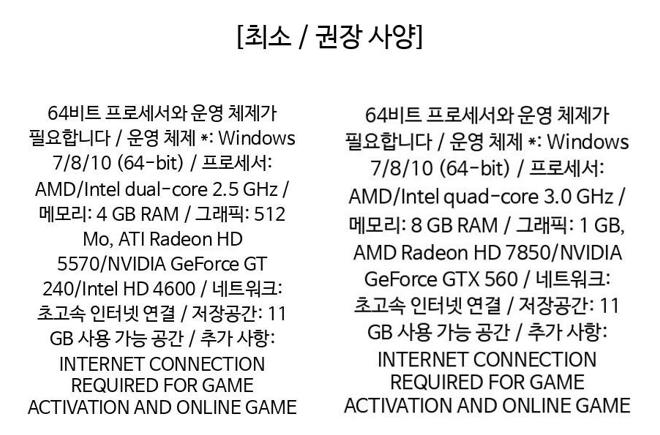 [최소 / 권장 사양]
64비트 프로세서와 운영 체제가
필요합니다 / 운영 체제 *: Windows
7/8/10 (64-bit) / 프로세서:
AMD/Intel dual-core 2.5 GHz /
메모리: 4 GB RAM / 그래픽: 512
Mo, ATI Radeon HD
5570/NVIDIA GeForce GT
240/Intel HD 4600 / 네트워크:
초고속 인터넷 연결 / 저장공간: 11
GB 사용 가능 공간 / 추가 사항:
INTERNET CONNECTION
REQUIRED FOR GAME
ACTIVATION AND ONLINE GAME
64비트 프로세서와 운영 체제가
필요합니다 / 운영 체제 *: Windows
7/8/10 (64-bit) / 프로세서:
AMD/Intel quad-core 3.0 GHz /
메모리: 8 GB RAM / 그래픽: 1 GB,
AMD Radeon HD 7850/NVIDIA
GeForce GTX 560 / 네트워크:
초고속 인터넷 연결 / 저장공간: 11
GB 사용 가능 공간 / 추가 사항:
INTERNET CONNECTION
REQUIRED FOR GAME
ACTIVATION AND ONLINE GAME